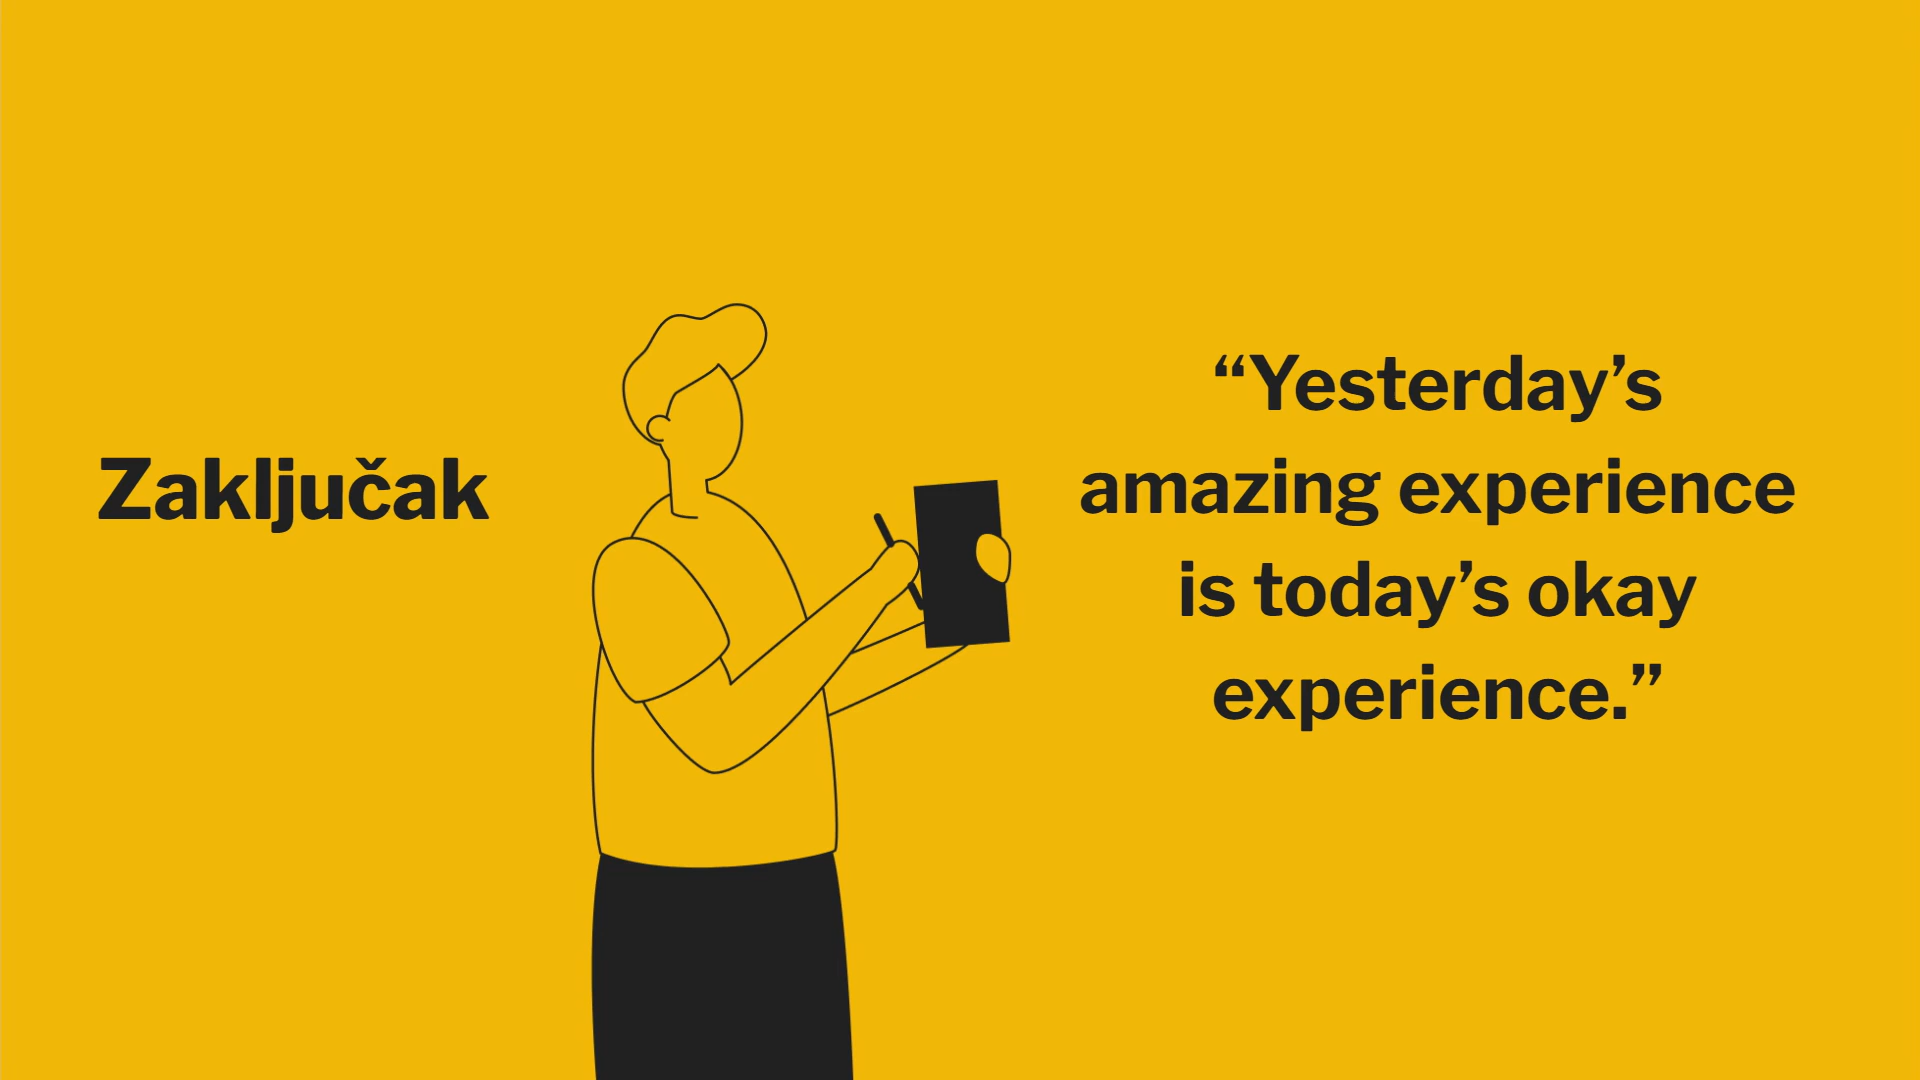 Zaključak
“Yesterday’s
amazing experience
is today’s okay
experience.”